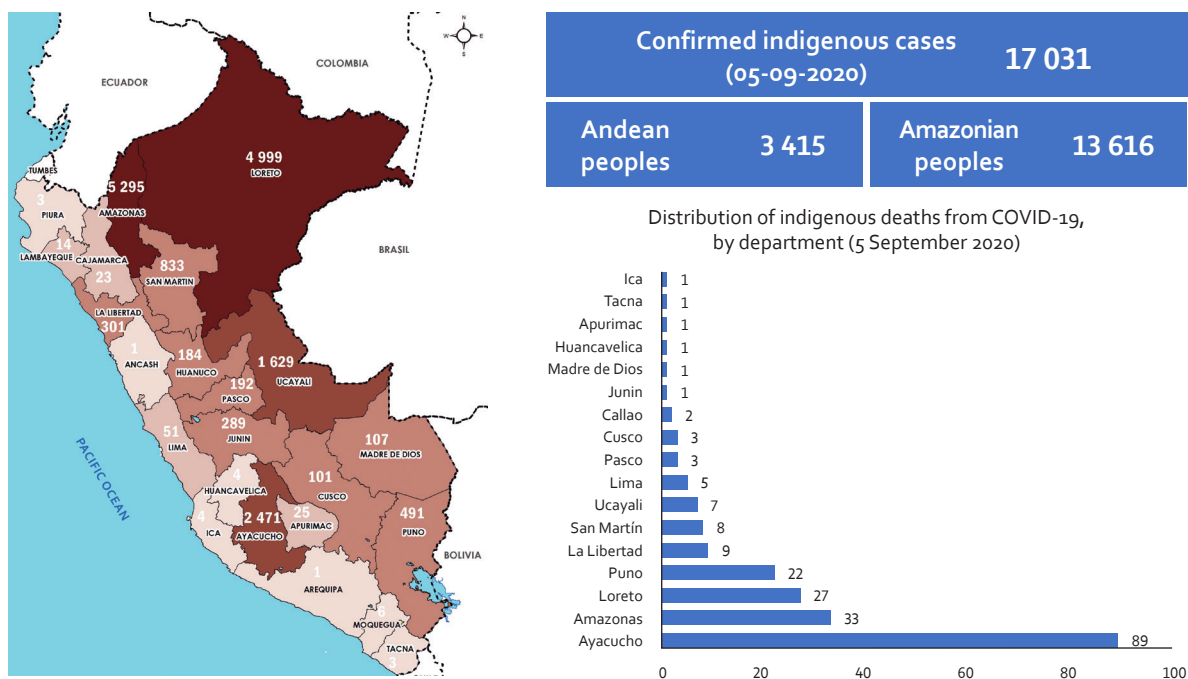 N
W E
S
COLOMBIA
ECUADOR
4 999
LORETO
TUMBES
5 295
AMAZONAS
3
PIURA
BRASIL
14
LAMBAYEQUE
CAJAMARCA
23
833
SAN MARTIN
LA LIBERTAD
301
1
ANCASH
184
HUANUCO
1 629
UCAYALI
192
PASCO
51
LIMA
289
JUNIN
107
MADRE DE DIOS
PACIFIC OCEAN
4
HUANCAVELICA
101
CUSCO
4
ICA
2 471
AYACUCHO
25
APURIMAC
491
PUNO
BOLIVIA
1
AREQUIPA
6
MOQUEGUA
TACNA
3
Confirmed indigenous cases
(05-09-2020)
17 031
Andean
peoples
3 415
Amazonian
peoples
13 616
Distribution of indigenous deaths from COVID-19,
by department (5 September 2020)
Ica 1
Tacna 1
Apurimac 1
Huancavelica 1
Madre de Dios 1
Junin 1
Callao 2
Cusco 3
Pasco 3
Lima 5
Ucayali 7
San Martín 8
La Libertad 9
Puno 22
Loreto 27
Amazonas 33
Ayacucho 89
0 20 40 60 80 100